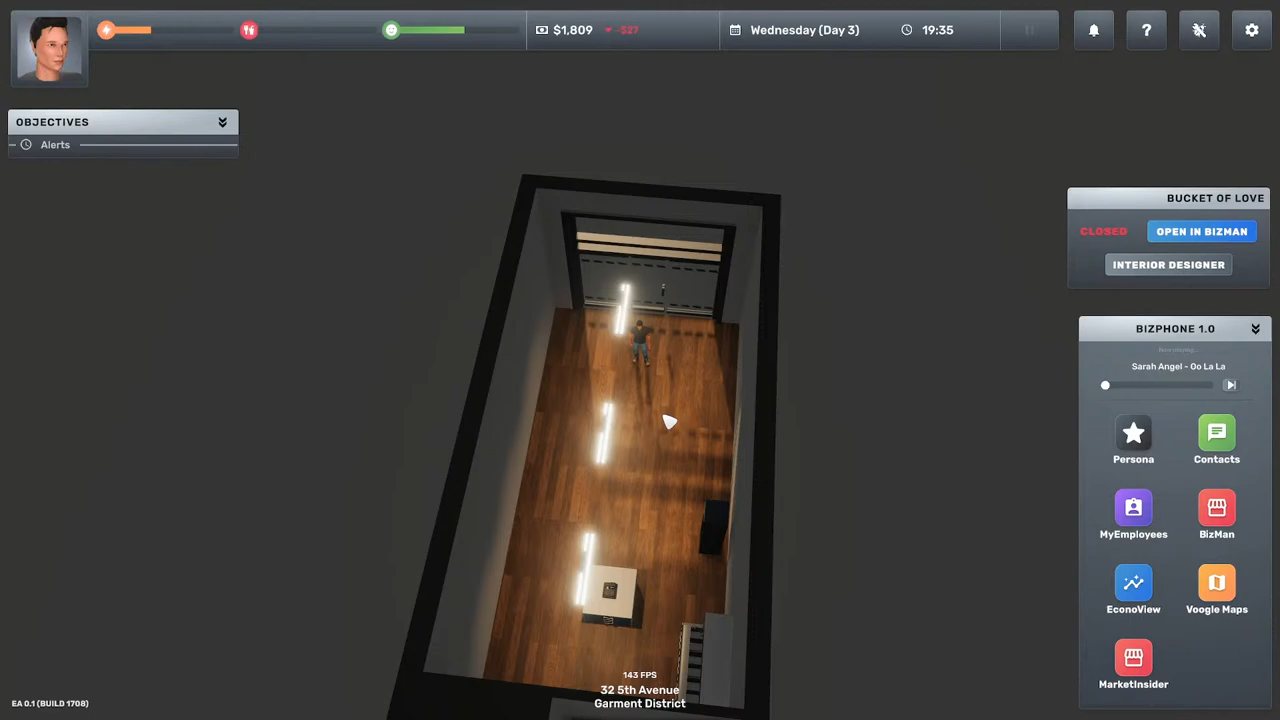 $1,809 -$27
Wednesday (Day 3)
19:35
?
OBJECTIVES
Alerts
BUCKET OF LOVE
CLOSED
OPEN IN BIZMAN
INTERIOR DESIGNER
BIZPHONE 1.0
Now playing...
Sarah Angel - Oo La La
Persona
Contacts
MyEmployees
BizMan
EconoView
Voogle Maps
MarketInsider
143 FPS
32 5th Avenue
Garment District
EA 0.1 (BUILD 1708)